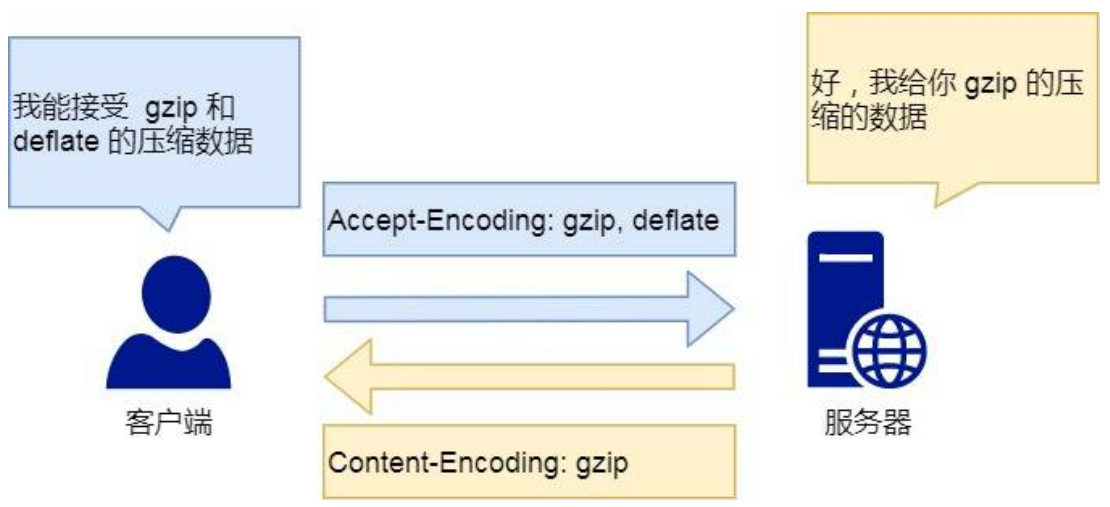 我能接受 gzip 和
deflate 的压缩数据
好，我给你 gzip 的压
缩的数据
Accept-Encoding: gzip, deflate
客户端
服务器
Content-Encoding: gzip